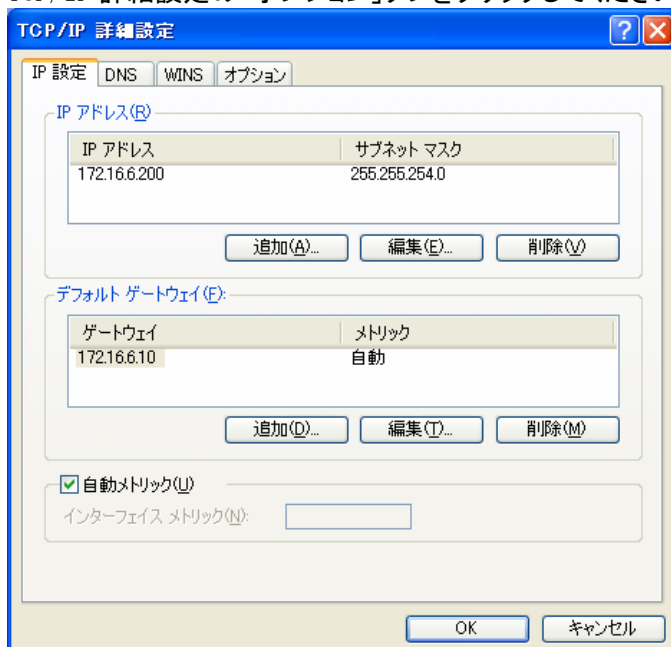 TCP/IP 詳細設定
IP 設定 DNS WINS オプション
IP アドレス(R)
IP アドレス サブネット マスク
172.16.6.200 255.255.254.0
追加(A)... 編集(E)... 削除(V)
デフォルト ゲートウェイ(F):
ゲートウェイ メトリック
172.16.6.10 自動
追加(D)... 編集(T)... 削除(M)
自動メトリック(U)
インターフェイス メトリック(N):
OK キャンセル